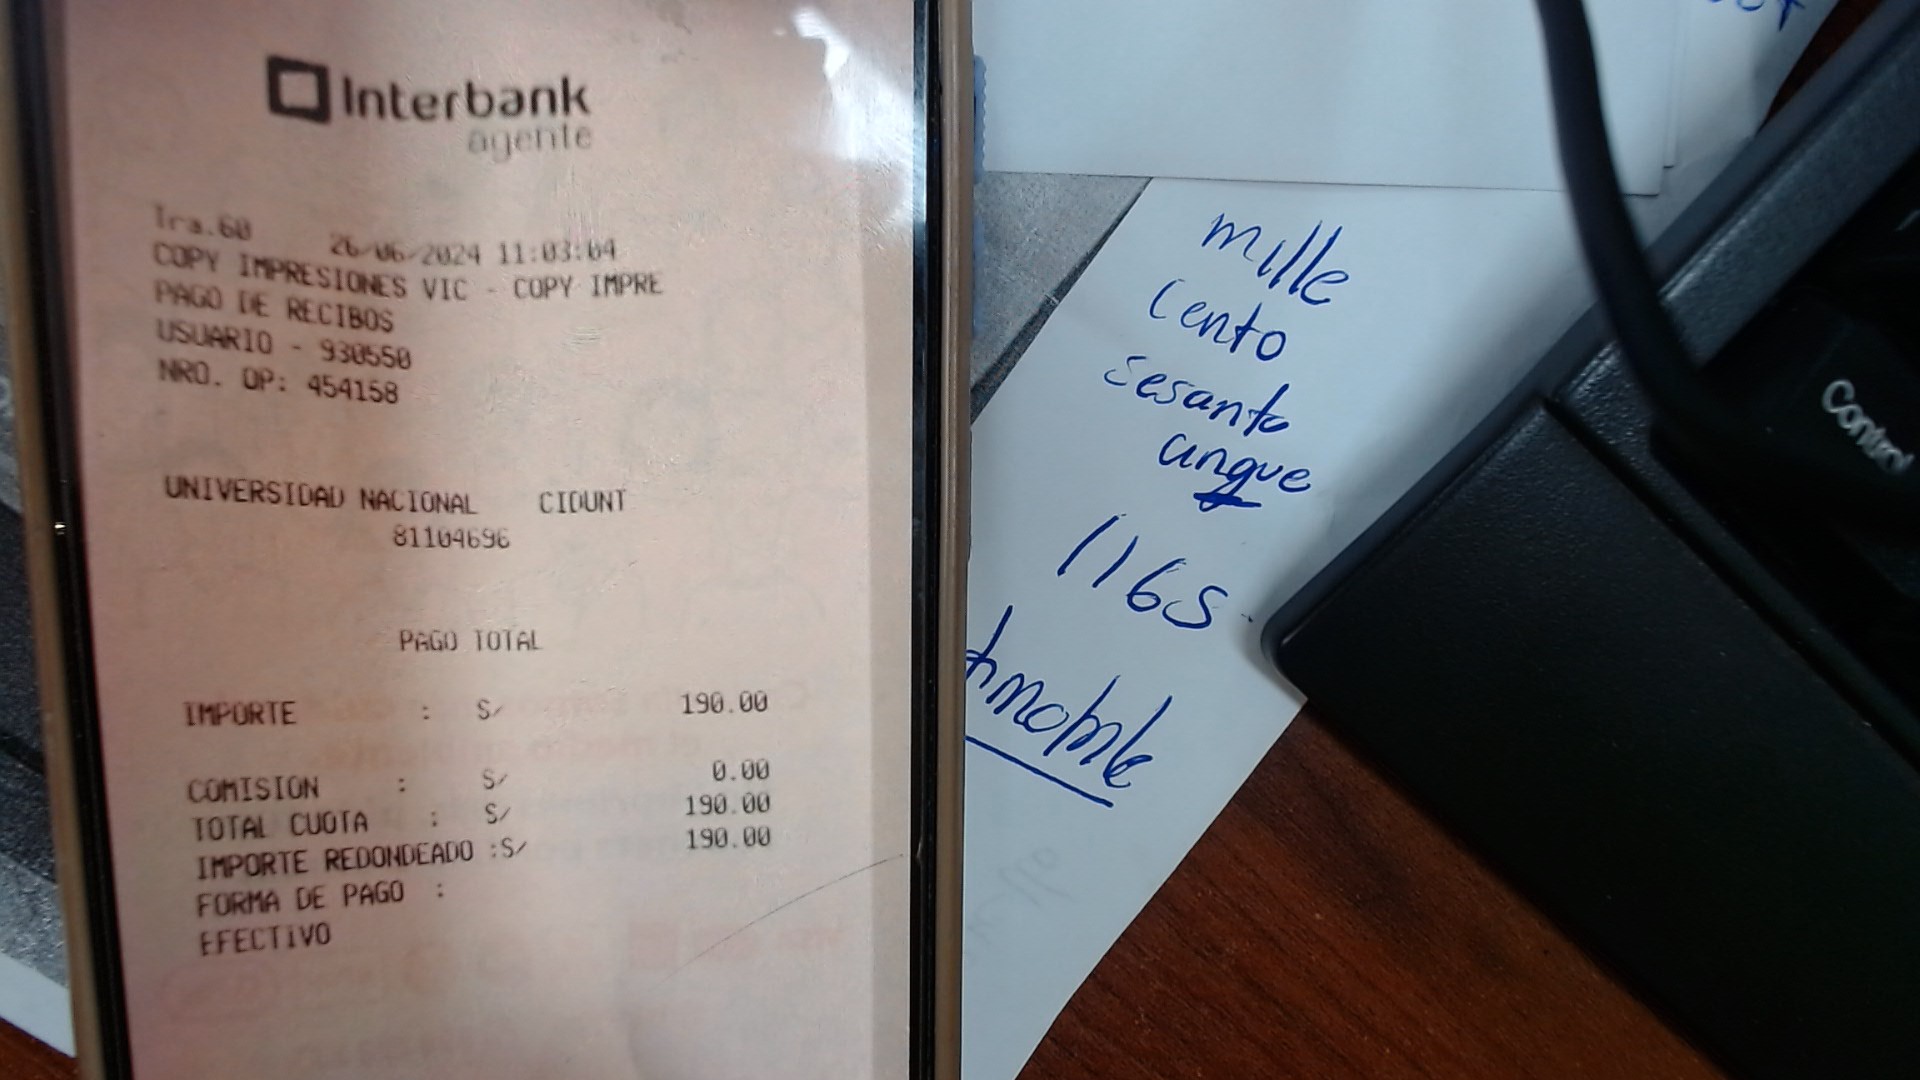 Interbank
agente
Tra.60 26/06/2024 11:03:04
COPY IMPRESIONES VIC - COPY IMPRE
PAGO DE RECIBOS
USUARIO - 930550
NRO. OP: 454158
UNIVERSIDAD NACIONAL CIDUNT
81104696
PAGO TOTAL
IMPORTE : S/ 190.00
COMISION : S/ 0.00
TOTAL CUOTA : S/ 190.00
IMPORTE REDONDEADO :S/ 190.00
FORMA DE PAGO :
EFECTIVO
mille
cento
sesanta
cinque
1165
Control